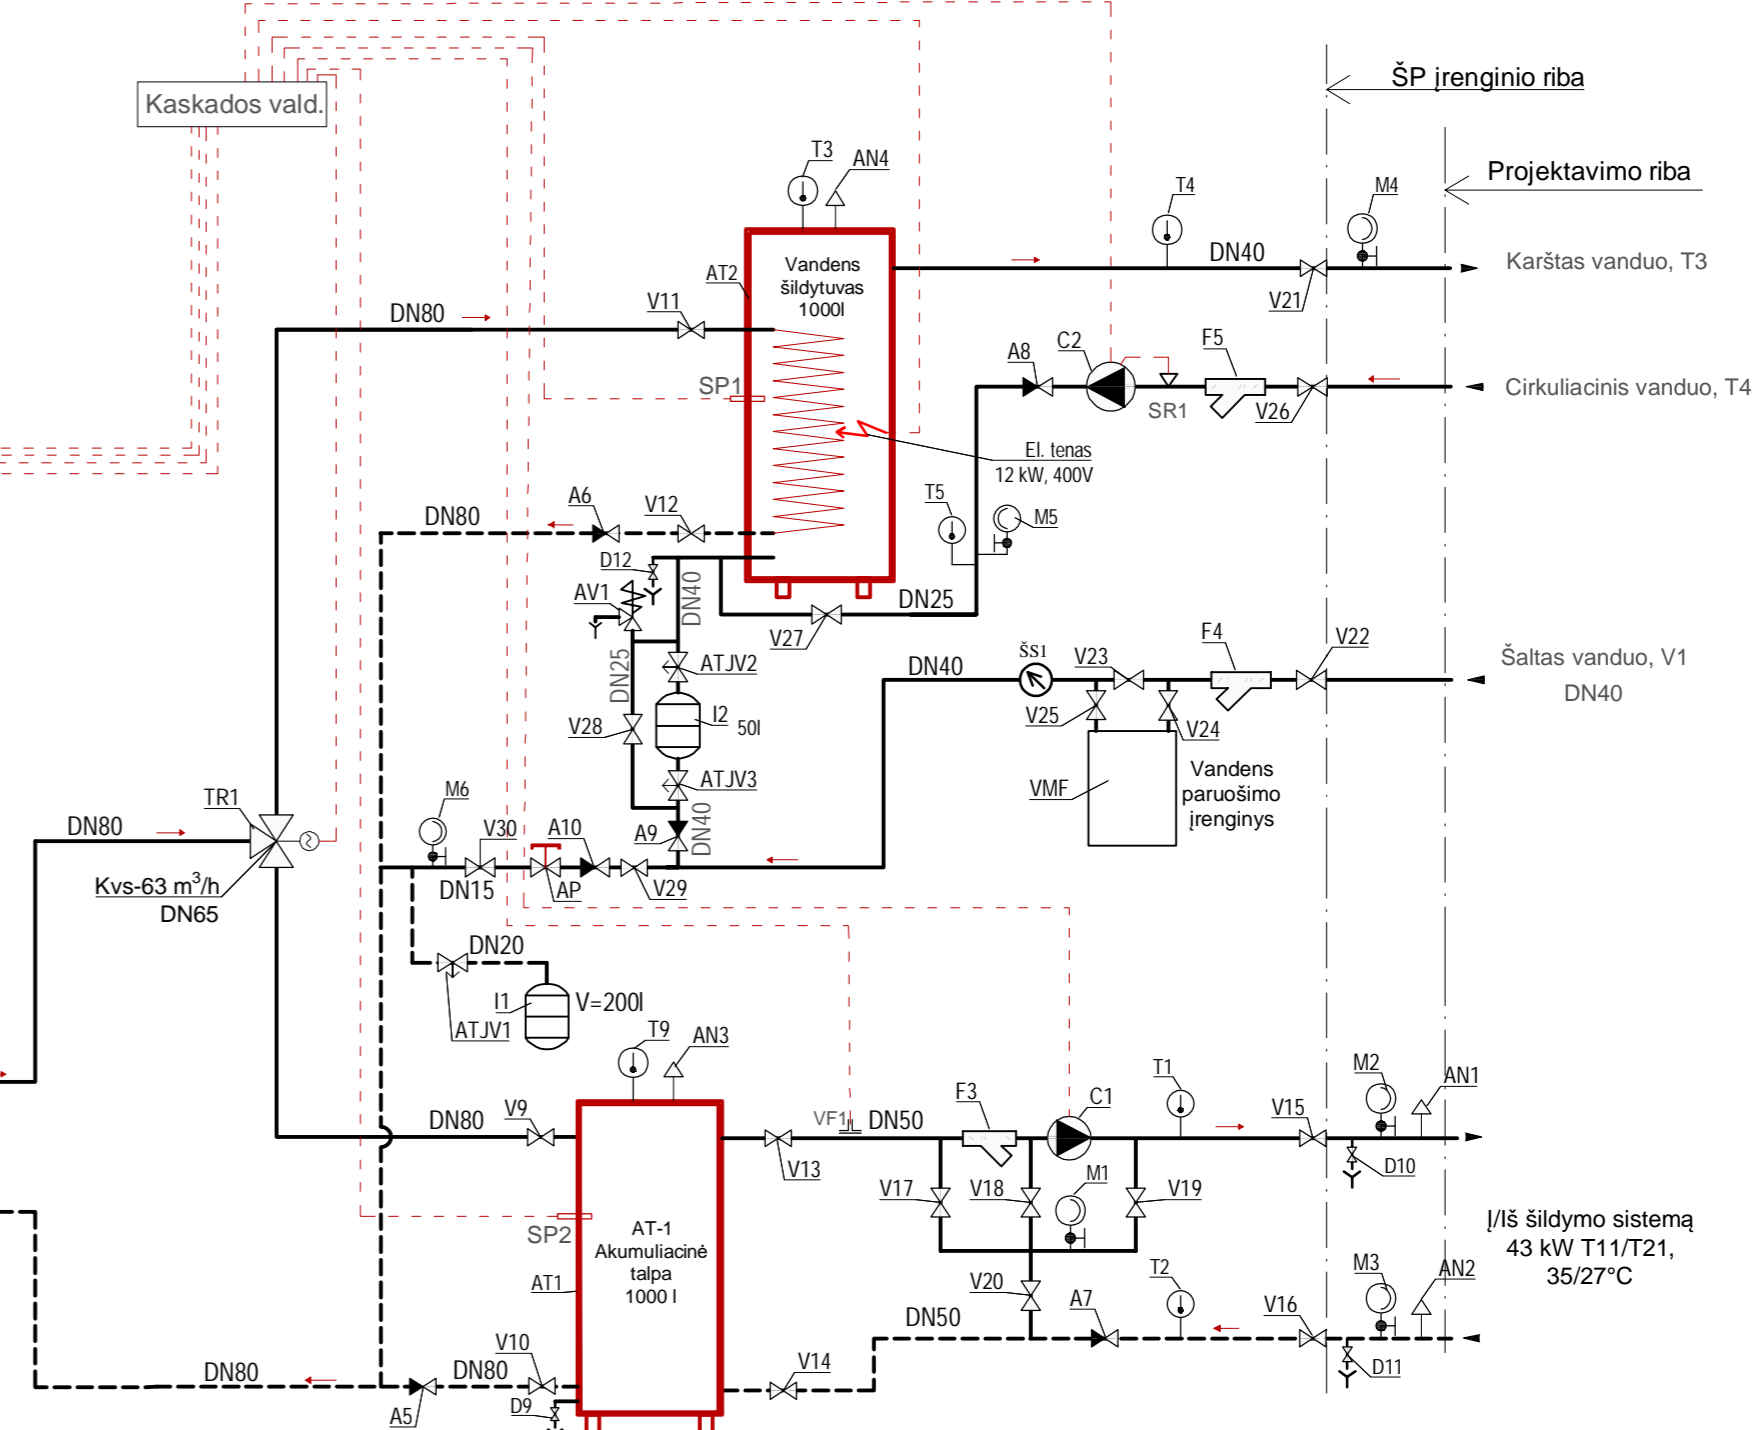 ŠP įrenginio riba
Kaskados vald.
T3
AN4
Projektavimo riba
T4
M4
DN40
Karštas vanduo, T3
Vandens
šildytuvas
1000l
AT2
V21
DN80
V11
C2
F5
A8
SP1
SR1
V26
Cirkuliacinis vanduo, T4
El. tenas
12 kW, 400V
T5
M5
A6
V12
DN80
D12
DN40
AV1
DN25
V27
F4
V22
ŠS1
V23
DN40
Šaltas vanduo, V1
DN40
DN25
ATJV2
V25
V24
I2
50l
V28
Vandens
paruošimo
įrenginys
VMF
ATJV3
M6
TR1
DN80
V30
A10
A9
DN40
Kvs-63 m³/h
DN65
DN15
AP
V29
DN20
I1
V=200l
ATJV1
T9
AN3
T1
M2
AN1
F3
C1
V9
DN80
VF1
DN50
V15
V13
D10
M1
V17
V18
V19
SP2
AT-1
Akumuliacinė
talpa
1000 l
AT1
Į/Iš šildymo sistemą
43 kW T11/T21,
35/27°C
V20
T2
M3
AN2
A7
V16
DN50
V10
V14
D11
DN80
DN80
D9
A5